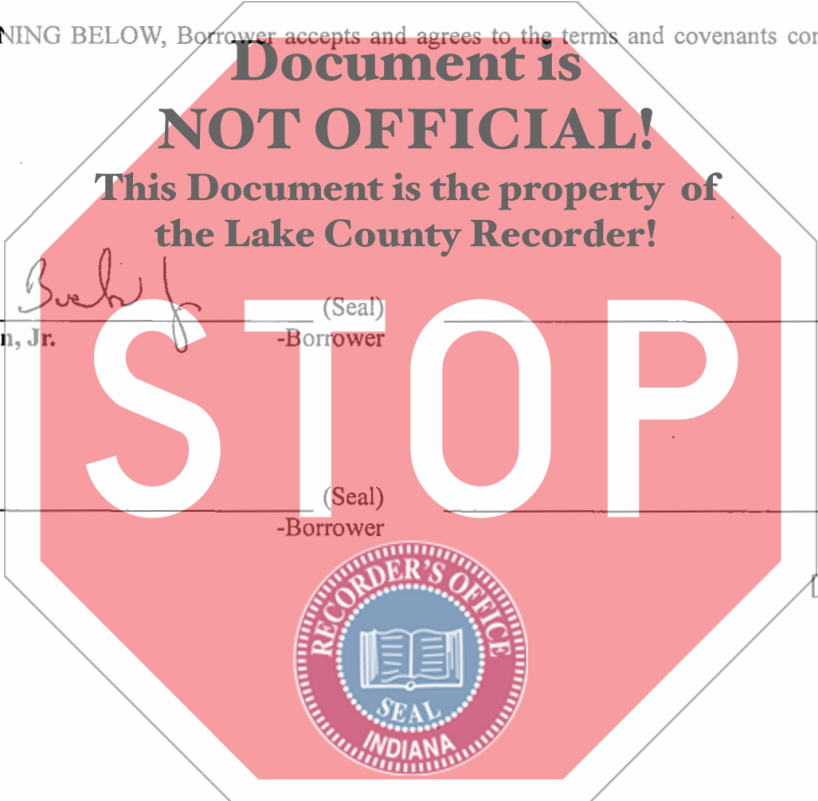 NING BELOW, Borrower accepts and agrees to the terms and covenants con
Document is
NOT OFFICIAL!
This Document is the property of
the Lake County Recorder!
(Seal)
n, Jr. -Borrower
STOP
(Seal)
-Borrower
RECORDER'S OFFICE
SEAL
INDIANA